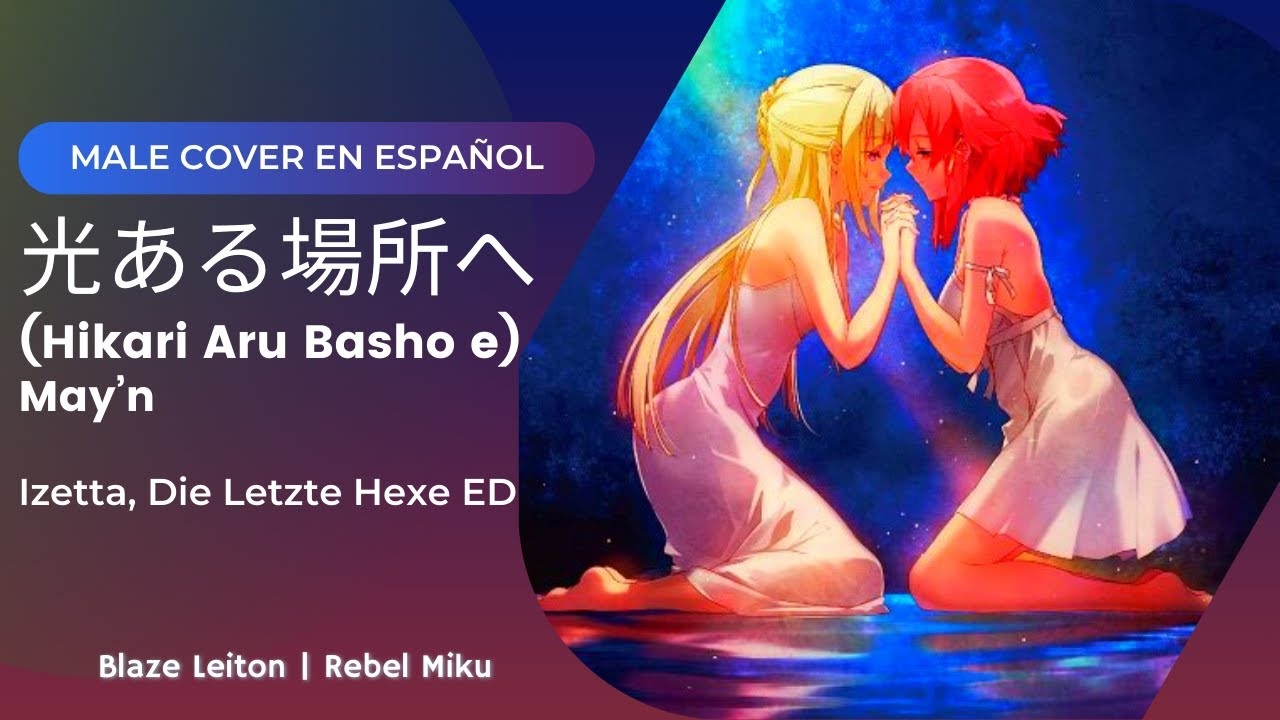 MALE COVER EN ESPAÑOL
光ある場所へ
(Hikari Aru Basho e)
May’n
Izetta, Die Letzte Hexe ED
Blaze Leiton | Rebel Miku